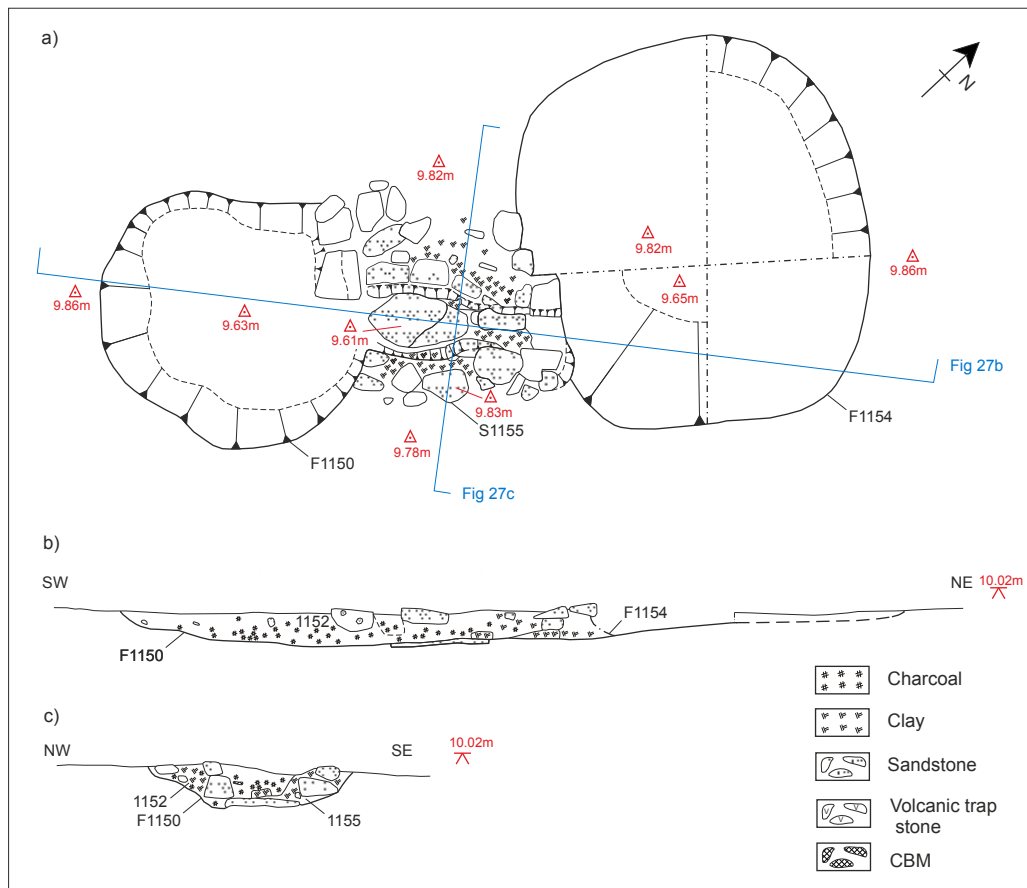 a)
N
9.82m
9.82m
9.86m
9.65m
9.86m
9.63m
9.61m
Fig 27b
9.83m
F1154
S1155
9.78m
F1150
Fig 27c
b)
SW
NE
10.02m
1152
F1154
F1150
Charcoal
c)
Clay
NW
SE
10.02m
Sandstone
1152
F1150
1155
Volcanic trap
stone
CBM